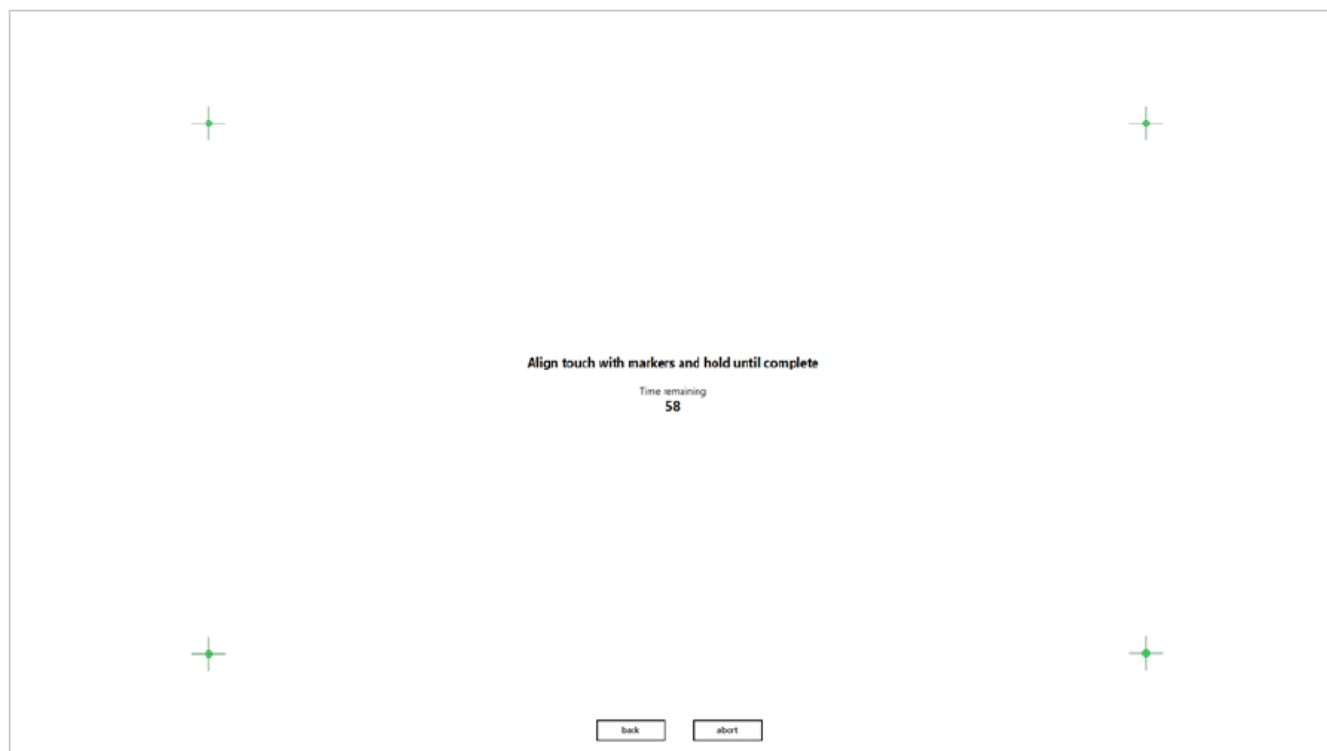 Align touch with markers and hold until complete
Time remaining
58
back
abort